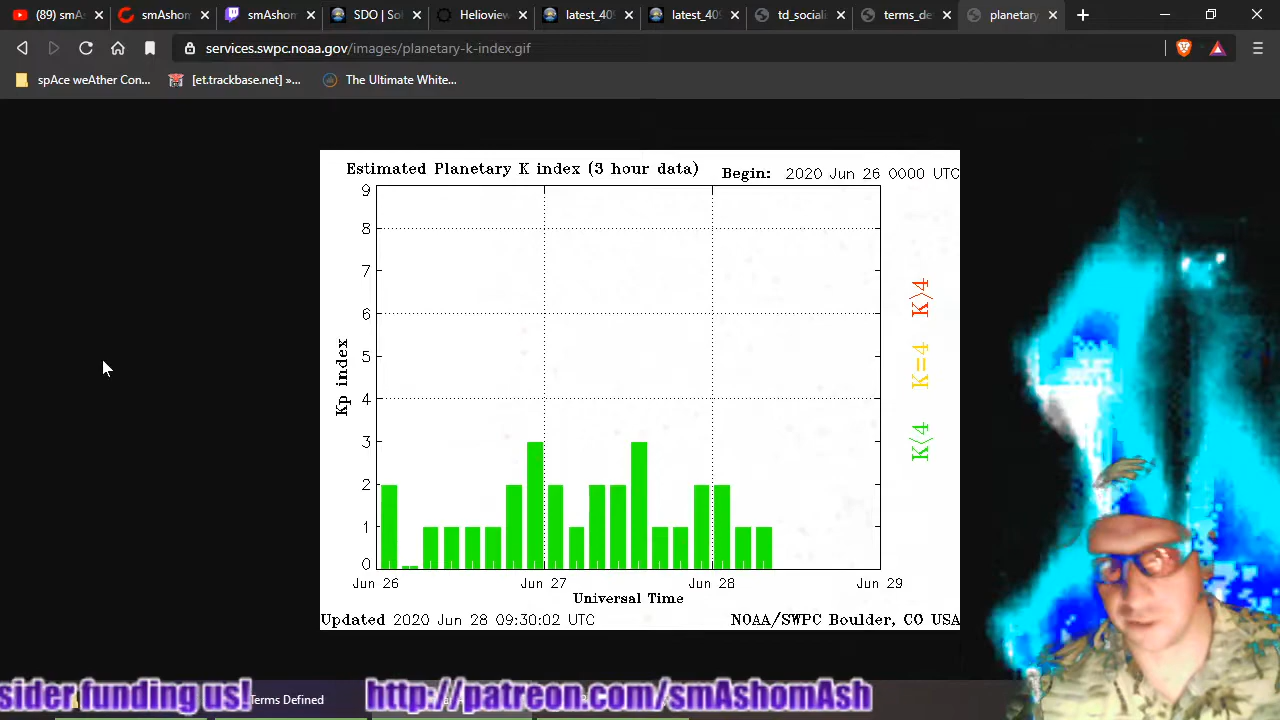 (89) smA
smAshom
smAshom
SDO | Sol
Helioview
latest_409
latest_40
td_sociali
terms_de
planetary
services.swpc.noaa.gov/images/planetary-k-index.gif
spAce weAther Con...
[et.trackbase.net] »...
The Ultimate White...
Estimated Planetary K index (3 hour data)
Begin: 2020 Jun 26 0000 UTC
9
8
7
6
5
4
3
2
1
0
Kp index
K>4
K=4
K<4
Jun 26
Jun 27
Jun 28
Jun 29
Universal Time
Updated 2020 Jun 28 09:30:02 UTC
NOAA/SWPC Boulder, CO USA
sider funding us!
Terms Defined
http://patreon.com/smAshomAsh